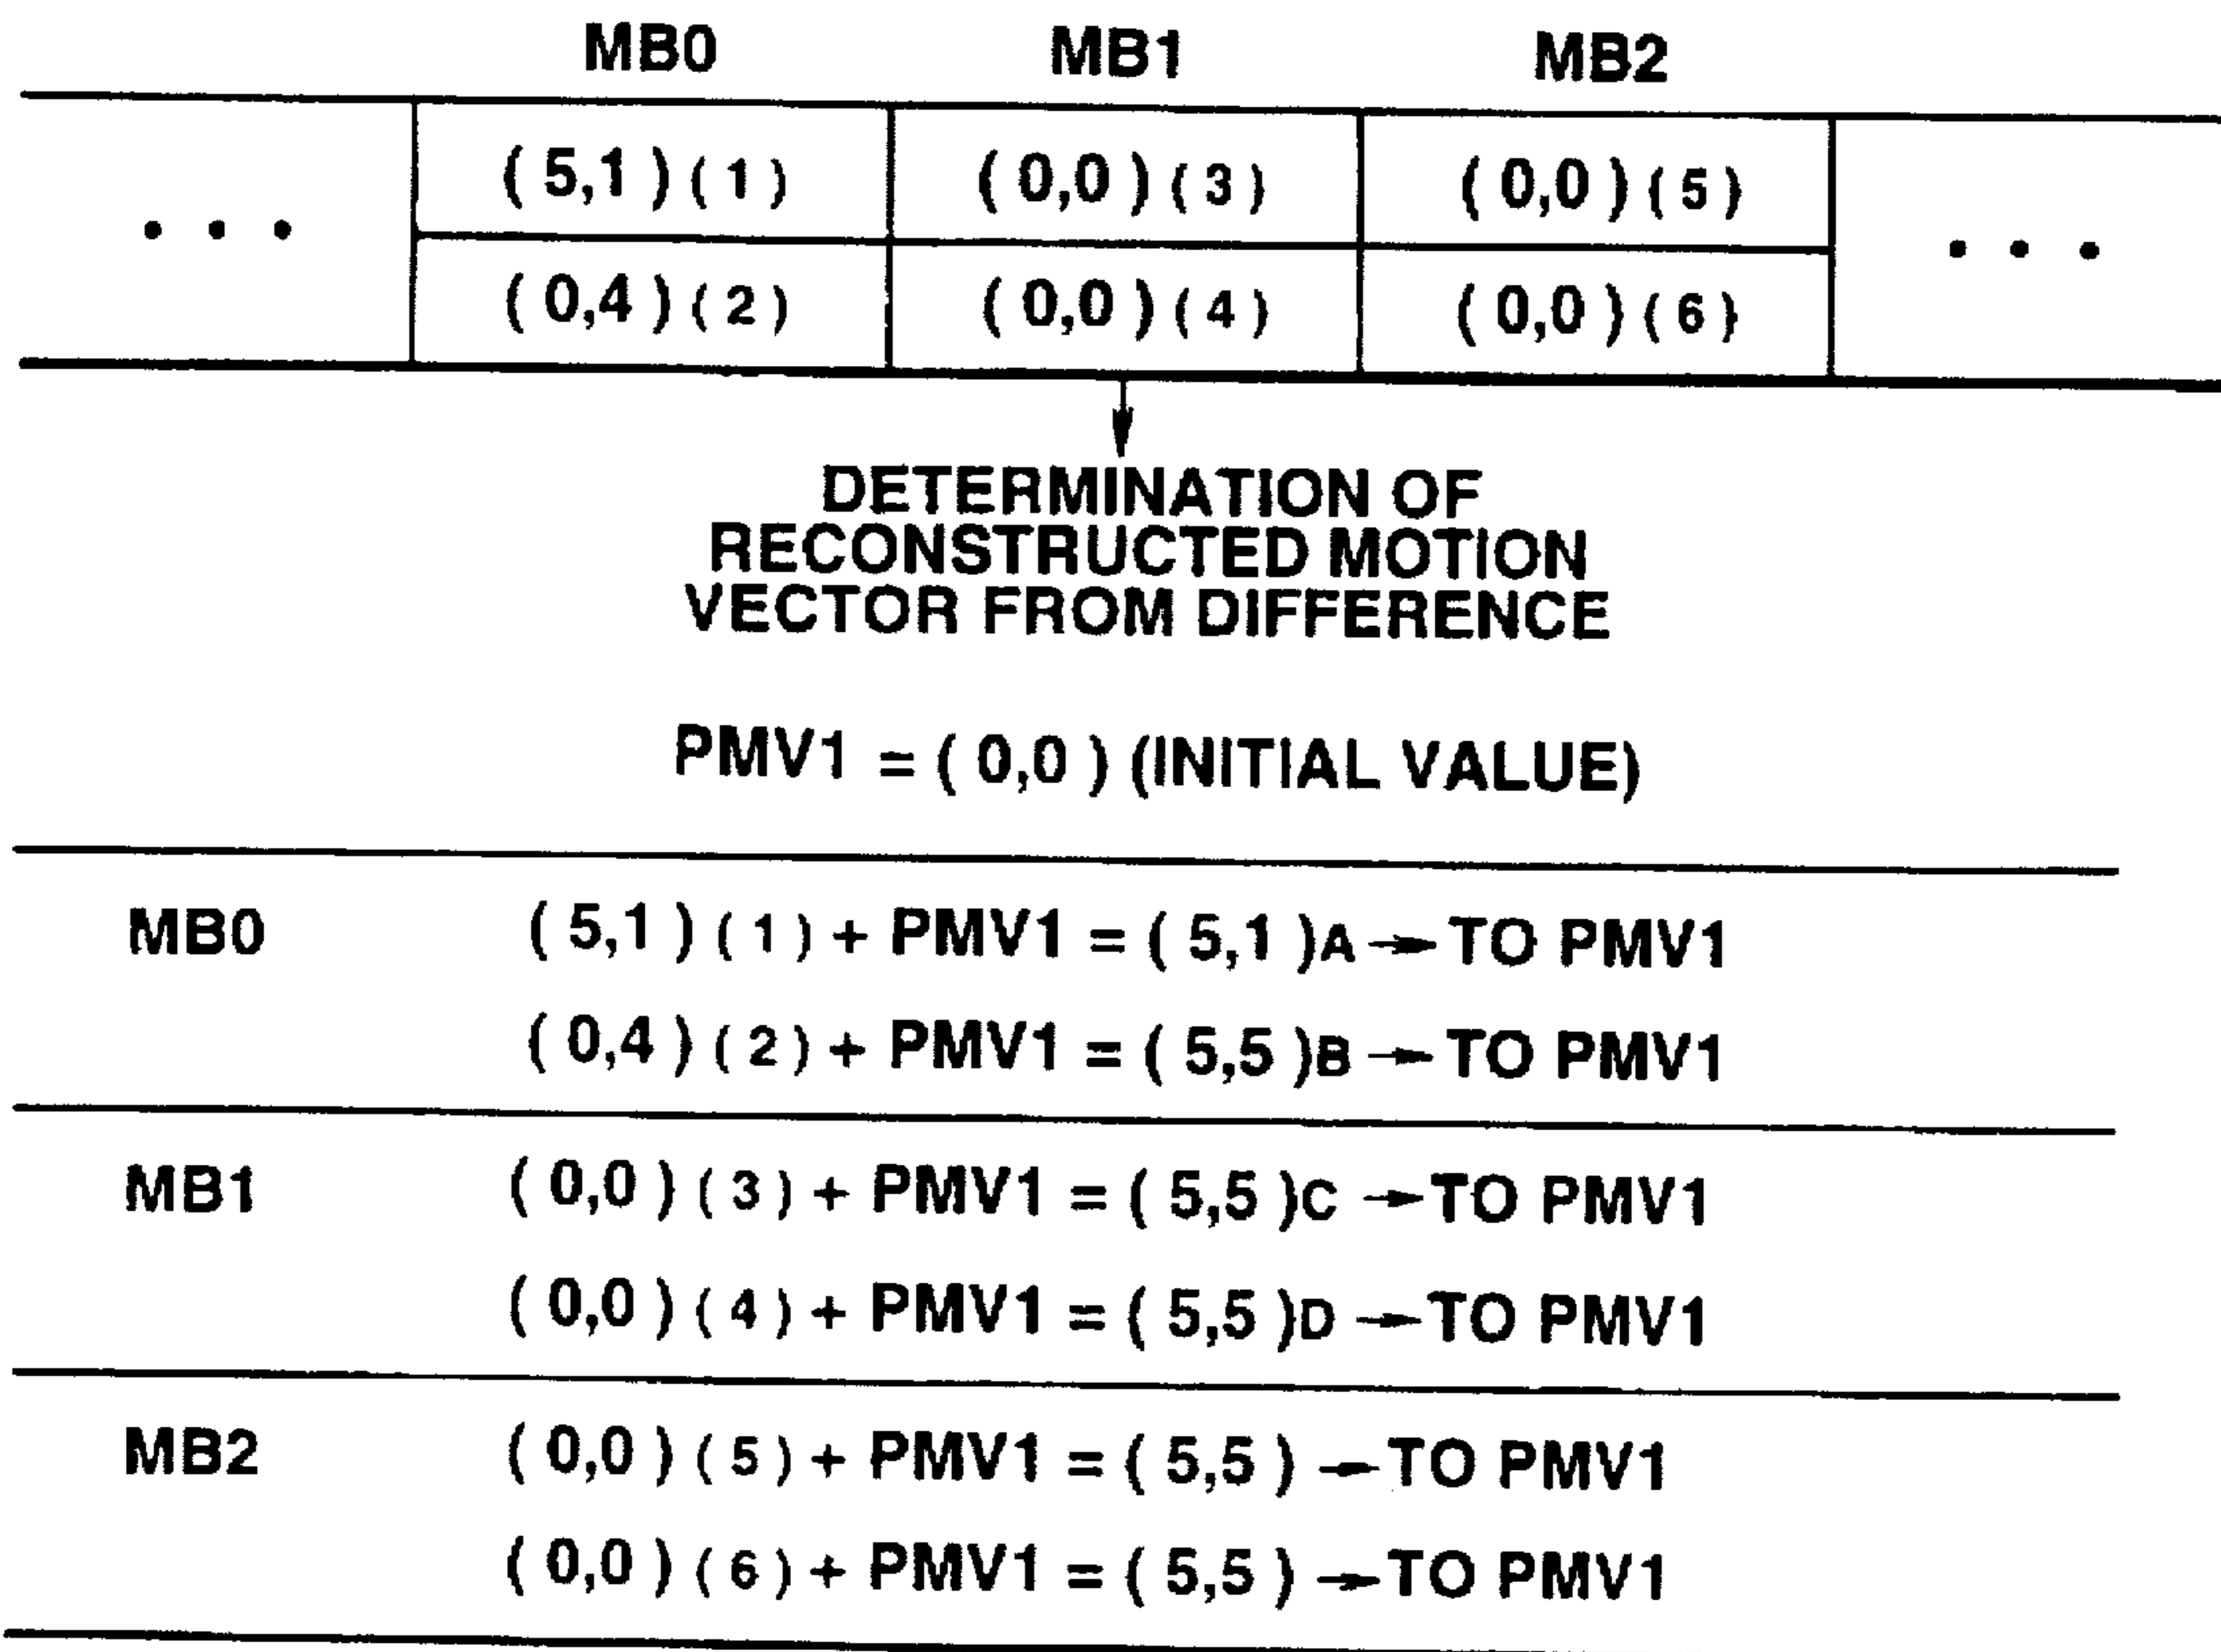 MB0 MB1 MB2
( 5,1 ) ( 1 ) ( 0,0 ) ( 3 ) ( 0,0 ) ( 5 )
• • • • • •
( 0,4 ) ( 2 ) ( 0,0 ) ( 4 ) ( 0,0 ) ( 6 )
DETERMINATION OF
RECONSTRUCTED MOTION
VECTOR FROM DIFFERENCE
PMV1 = ( 0,0 ) (INITIAL VALUE)
MB0 ( 5,1 ) ( 1 ) + PMV1 = ( 5,1 )A → TO PMV1
( 0,4 ) ( 2 ) + PMV1 = ( 5,5 )B → TO PMV1
MB1 ( 0,0 ) ( 3 ) + PMV1 = ( 5,5 )C → TO PMV1
( 0,0 ) ( 4 ) + PMV1 = ( 5,5 )D → TO PMV1
MB2 ( 0,0 ) ( 5 ) + PMV1 = ( 5,5 ) → TO PMV1
( 0,0 ) ( 6 ) + PMV1 = ( 5,5 ) → TO PMV1